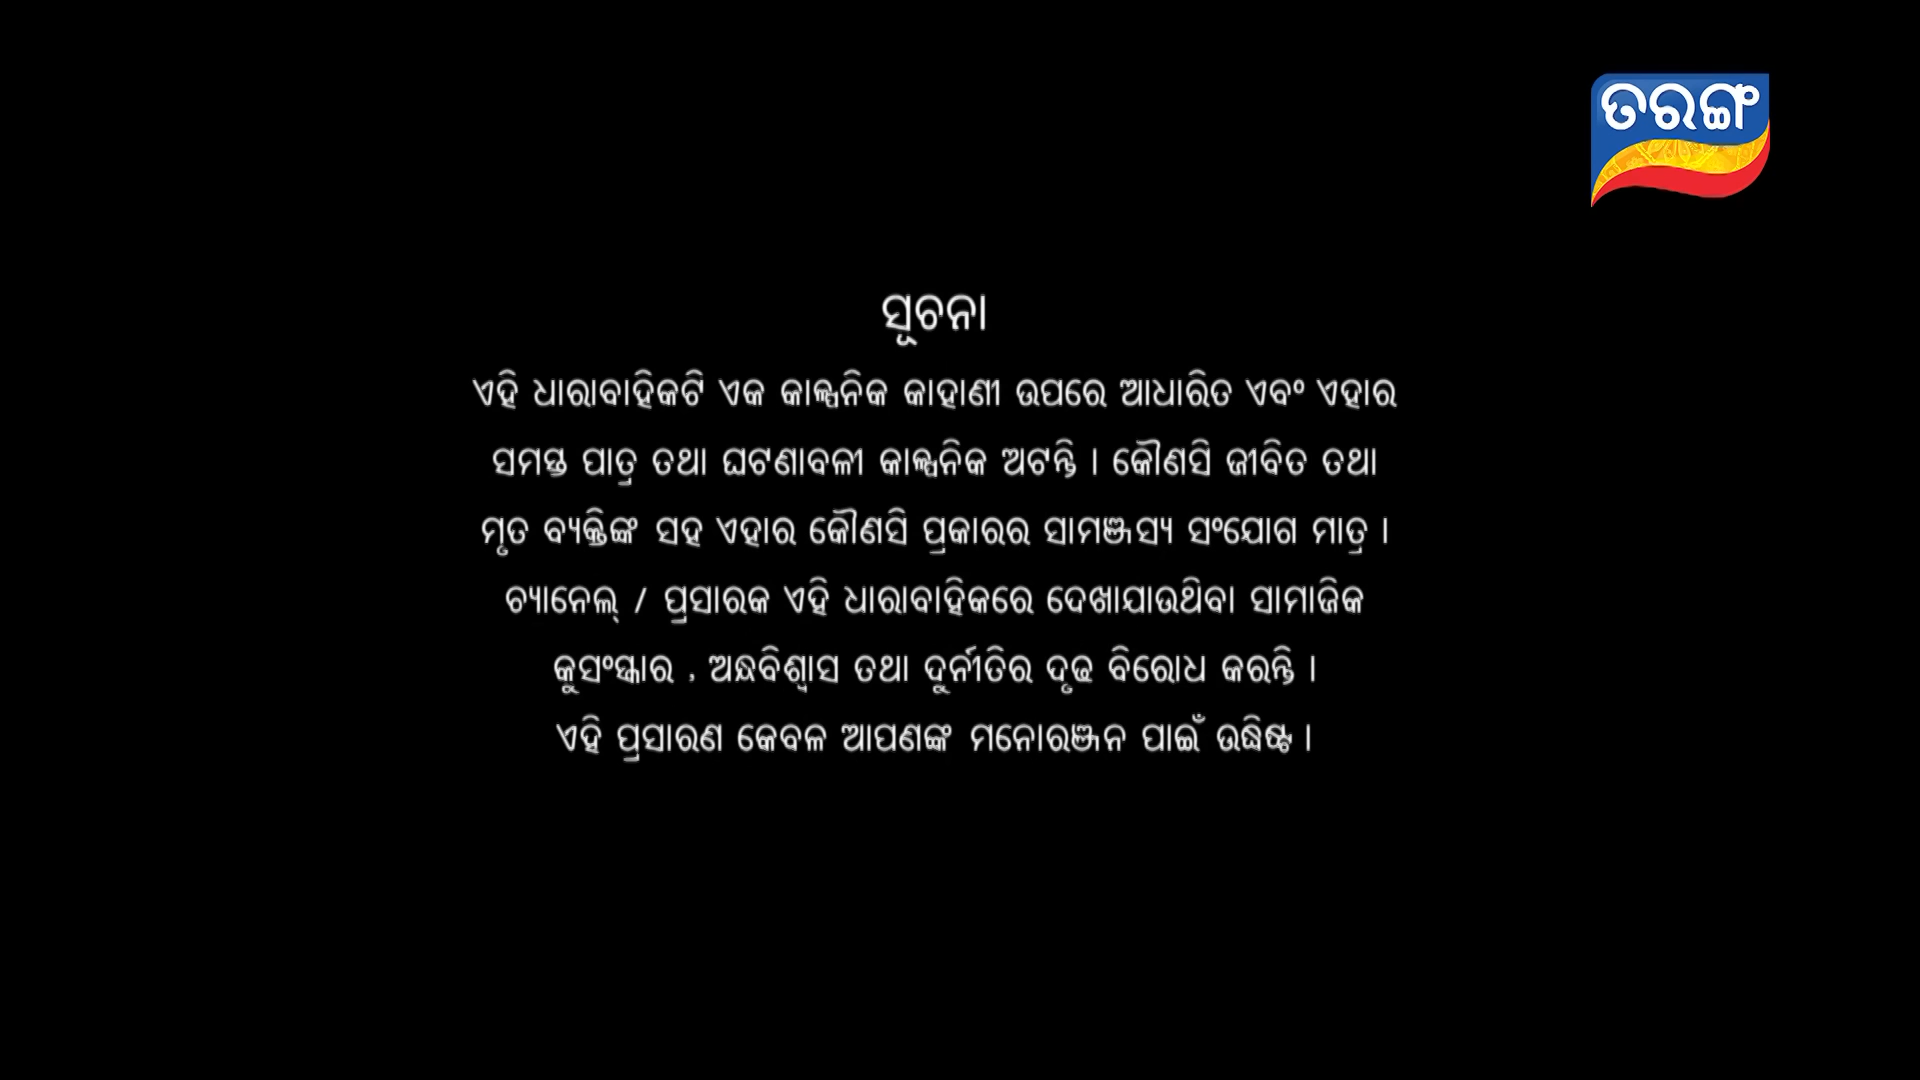 ତରଙ୍ଗ
ସୂଚନା
ଏହି ଧାରାବାହିକଟି ଏକ କାଳ୍ପନିକ କାହାଣୀ ଉପରେ ଆଧାରିତ ଏବଂ ଏହାର
ସମସ୍ତ ପାତ୍ର ତଥା ଘଟଣାବଳୀ କାଳ୍ପନିକ ଅଟନ୍ତି । କୌଣସି ଜୀବିତ ତଥା
ମୃତ ବ୍ୟକ୍ତିଙ୍କ ସହ ଏହାର କୌଣସି ପ୍ରକାରର ସାମଞ୍ଜସ୍ୟ ସଂଯୋଗ ମାତ୍ର ।
ଚ୍ୟାନେଲ୍ / ପ୍ରସାରକ ଏହି ଧାରାବାହିକରେ ଦେଖାଯାଉଥିବା ସାମାଜିକ
କୁସଂସ୍କାର , ଅନ୍ଧବିଶ୍ୱାସ ତଥା ଦୁର୍ନୀତିର ଦୃଢ ବିରୋଧ କରନ୍ତି ।
ଏହି ପ୍ରସାରଣ କେବଳ ଆପଣଙ୍କ ମନୋରଞ୍ଜନ ପାଇଁ ଉଦ୍ଧିଷ୍ଟ ।